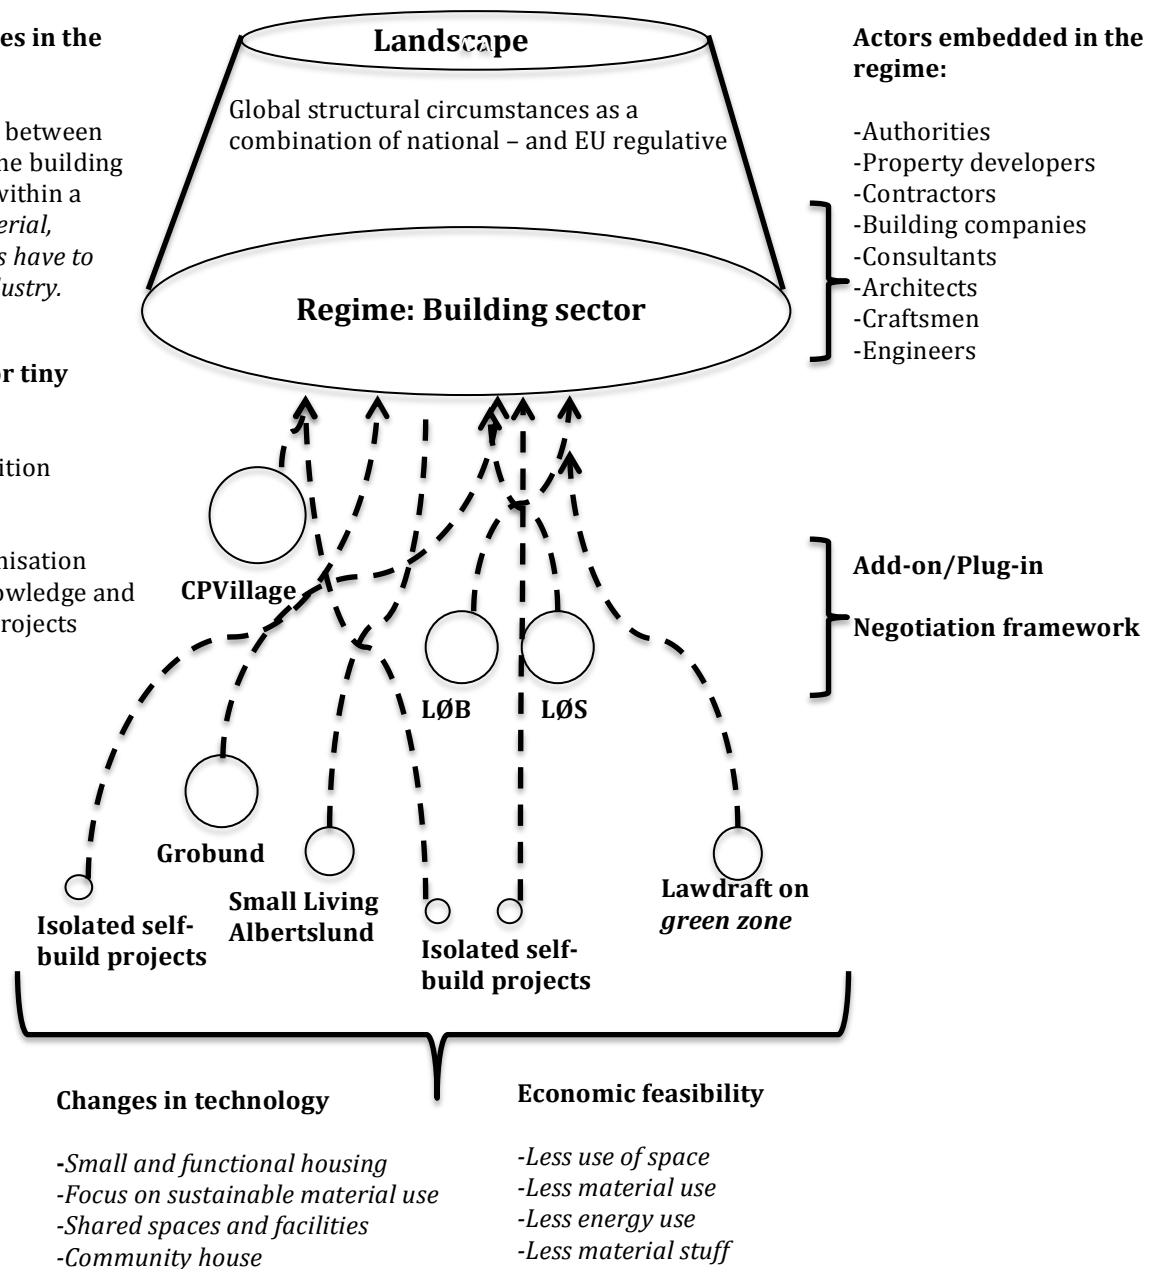 es in the
between
ne building
within a
erial,
s have to
dustry.
or tiny
ition
nisation
owledge and
rojects
Landscape
Global structural circumstances as a
combination of national – and EU regulative
Regime: Building sector
Actors embedded in the
regime:
-Authorities
-Property developers
-Contractors
-Building companies
-Consultants
-Architects
-Craftsmen
-Engineers
CPVillage
Add-on/Plug-in
Negotiation framework
LØB
LØS
Grobund
Small Living
Albertslund
Isolated self-
build projects
Isolated self-
build projects
Lawdraft on
green zone
Changes in technology
-Small and functional housing
-Focus on sustainable material use
-Shared spaces and facilities
-Community house
Economic feasibility
-Less use of space
-Less material use
-Less energy use
-Less material stuff